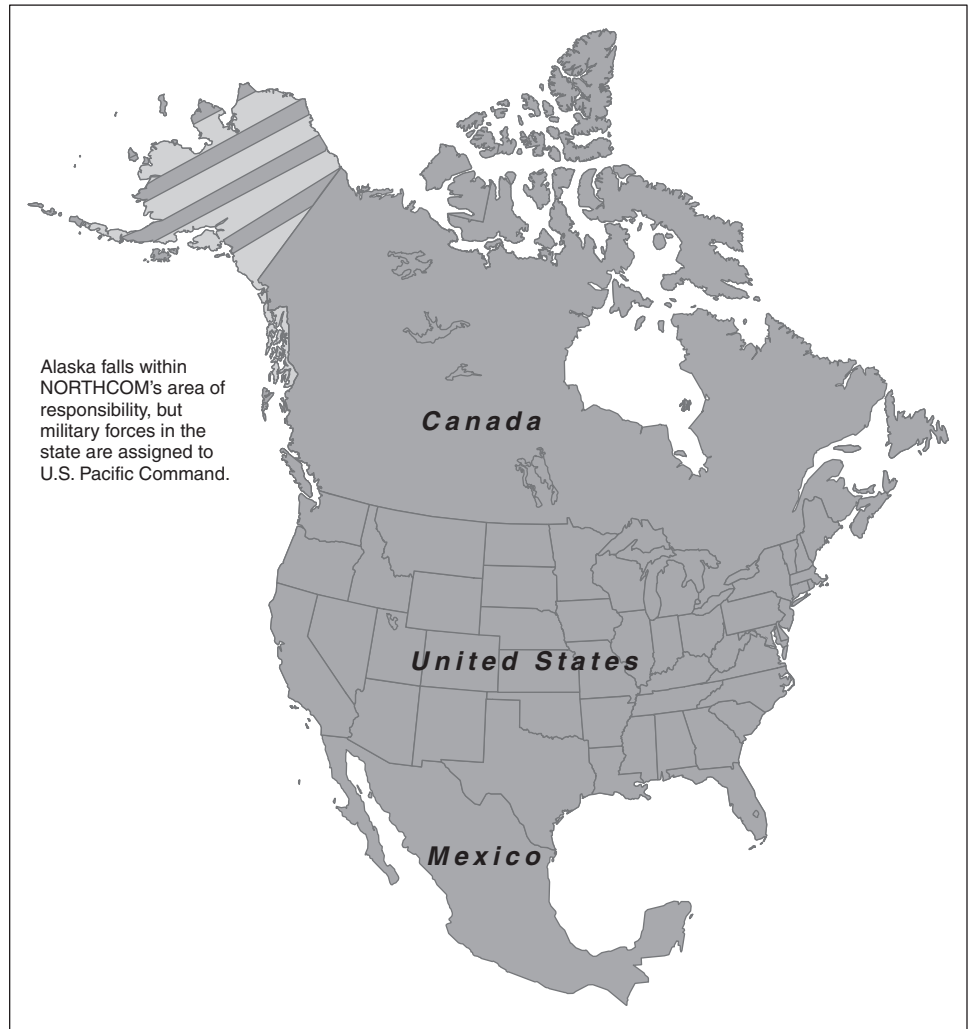 Alaska falls within
NORTHCOM's area of
responsibility, but
military forces in the
state are assigned to
U.S. Pacific Command.
Canada
United States
Mexico